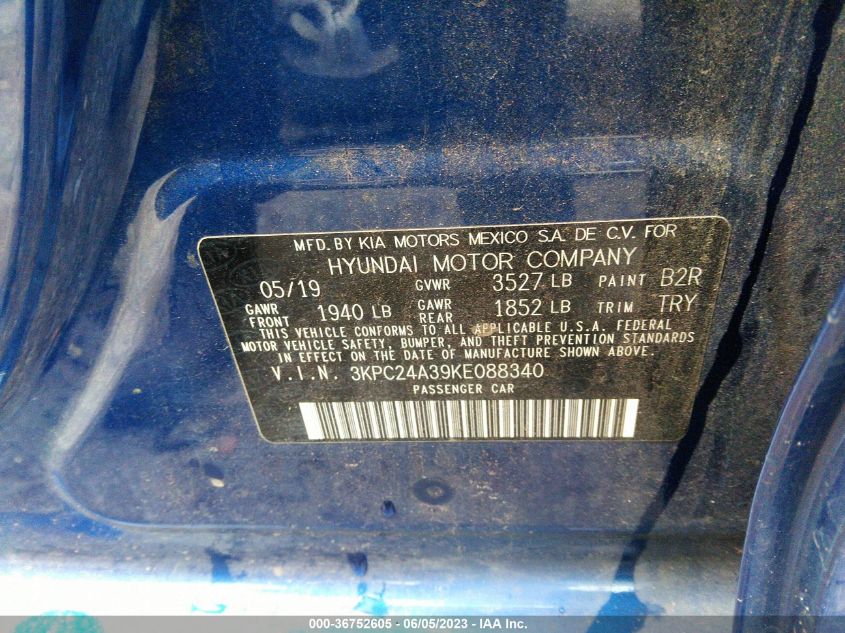 MFD. BY KIA MOTORS MEXICO S.A. DE C.V. FOR
HYUNDAI MOTOR COMPANY
05/19 GVWR 3527 LB PAINT B2R
GAWR FRONT 1940 LB GAWR REAR 1852 LB TRIM TRY
THIS VEHICLE CONFORMS TO ALL APPLICABLE U.S.A. FEDERAL
MOTOR VEHICLE SAFETY, BUMPER, AND THEFT PREVENTION STANDARDS
IN EFFECT ON THE DATE OF MANUFACTURE SHOWN ABOVE.
V.I.N. 3KPC24A39KE088340
PASSENGER CAR
000-36752605 - 06/05/2023 - IAA Inc.